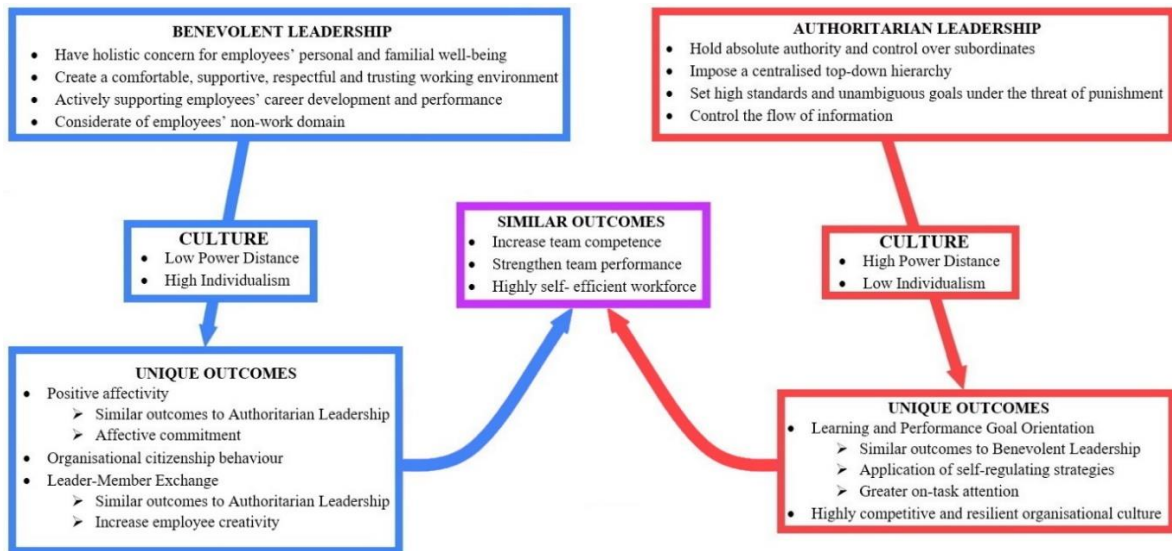 BENEVOLENT LEADERSHIP
• Have holistic concern for employees' personal and familial well-being
• Create a comfortable, supportive, respectful and trusting working environment
• Actively supporting employees' career development and performance
• Considerate of employees' non-work domain
AUTHORITARIAN LEADERSHIP
• Hold absolute authority and control over subordinates
• Impose a centralised top-down hierarchy
• Set high standards and unambiguous goals under the threat of punishment
• Control the flow of information
CULTURE
• Low Power Distance
• High Individualism
SIMILAR OUTCOMES
• Increase team competence
• Strengthen team performance
• Highly self- efficient workforce
CULTURE
• High Power Distance
• Low Individualism
UNIQUE OUTCOMES
• Positive affectivity
➤ Similar outcomes to Authoritarian Leadership
➤ Affective commitment
• Organisational citizenship behaviour
• Leader-Member Exchange
➤ Similar outcomes to Authoritarian Leadership
➤ Increase employee creativity
UNIQUE OUTCOMES
• Learning and Performance Goal Orientation
➤ Similar outcomes to Benevolent Leadership
➤ Application of self-regulating strategies
➤ Greater on-task attention
• Highly competitive and resilient organisational culture